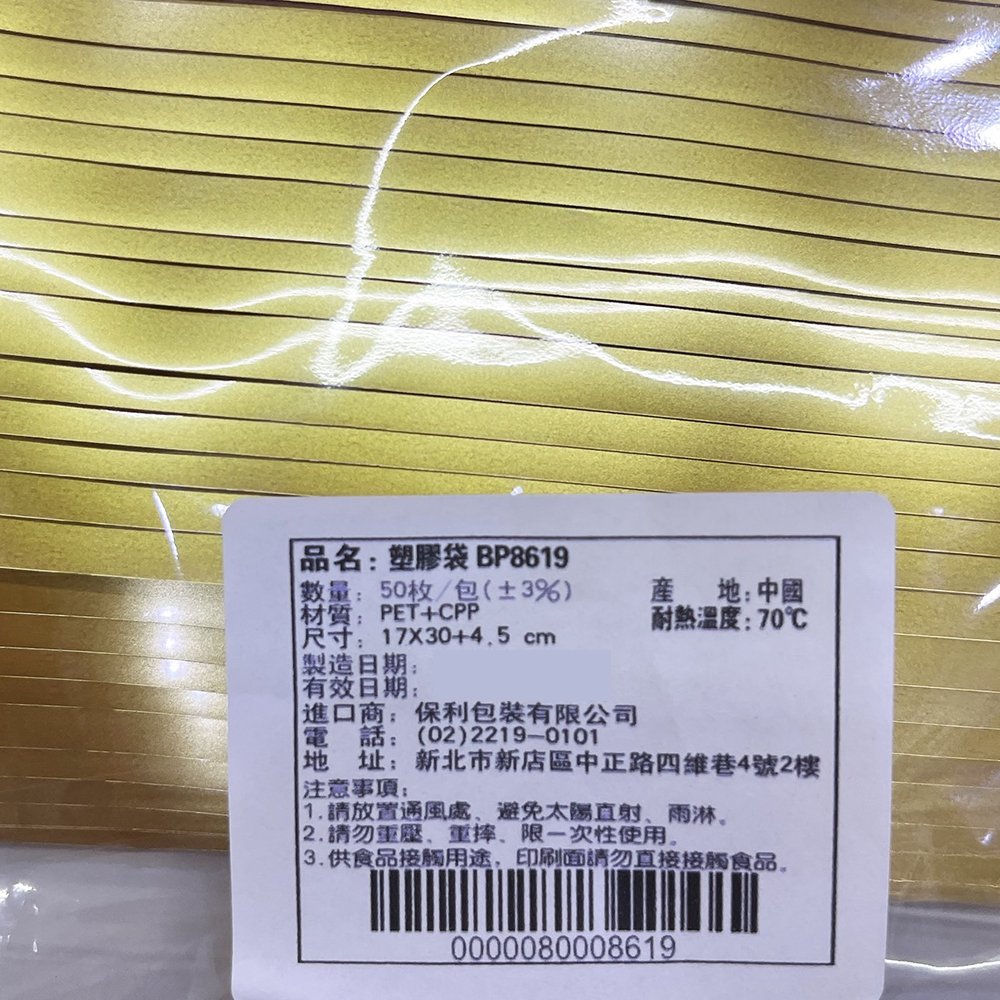 品名：塑膠袋 BP8619
數量：50枚/包(±3%) 產 地：中國
材質：PET+CPP 耐熱溫度：70℃
尺寸：17X30+4.5 cm
製造日期：
有效日期：
進口商：保利包裝有限公司
電 話：(02)2219-0101
地 址：新北市新店區中正路四維巷4號2樓
注意事項：
1.請放置通風處、避免太陽直射、雨淋。
2.請勿重壓、重摔、限一次性使用。
3.供食品接觸用途，印刷面請勿直接接觸食品。
0000080008619